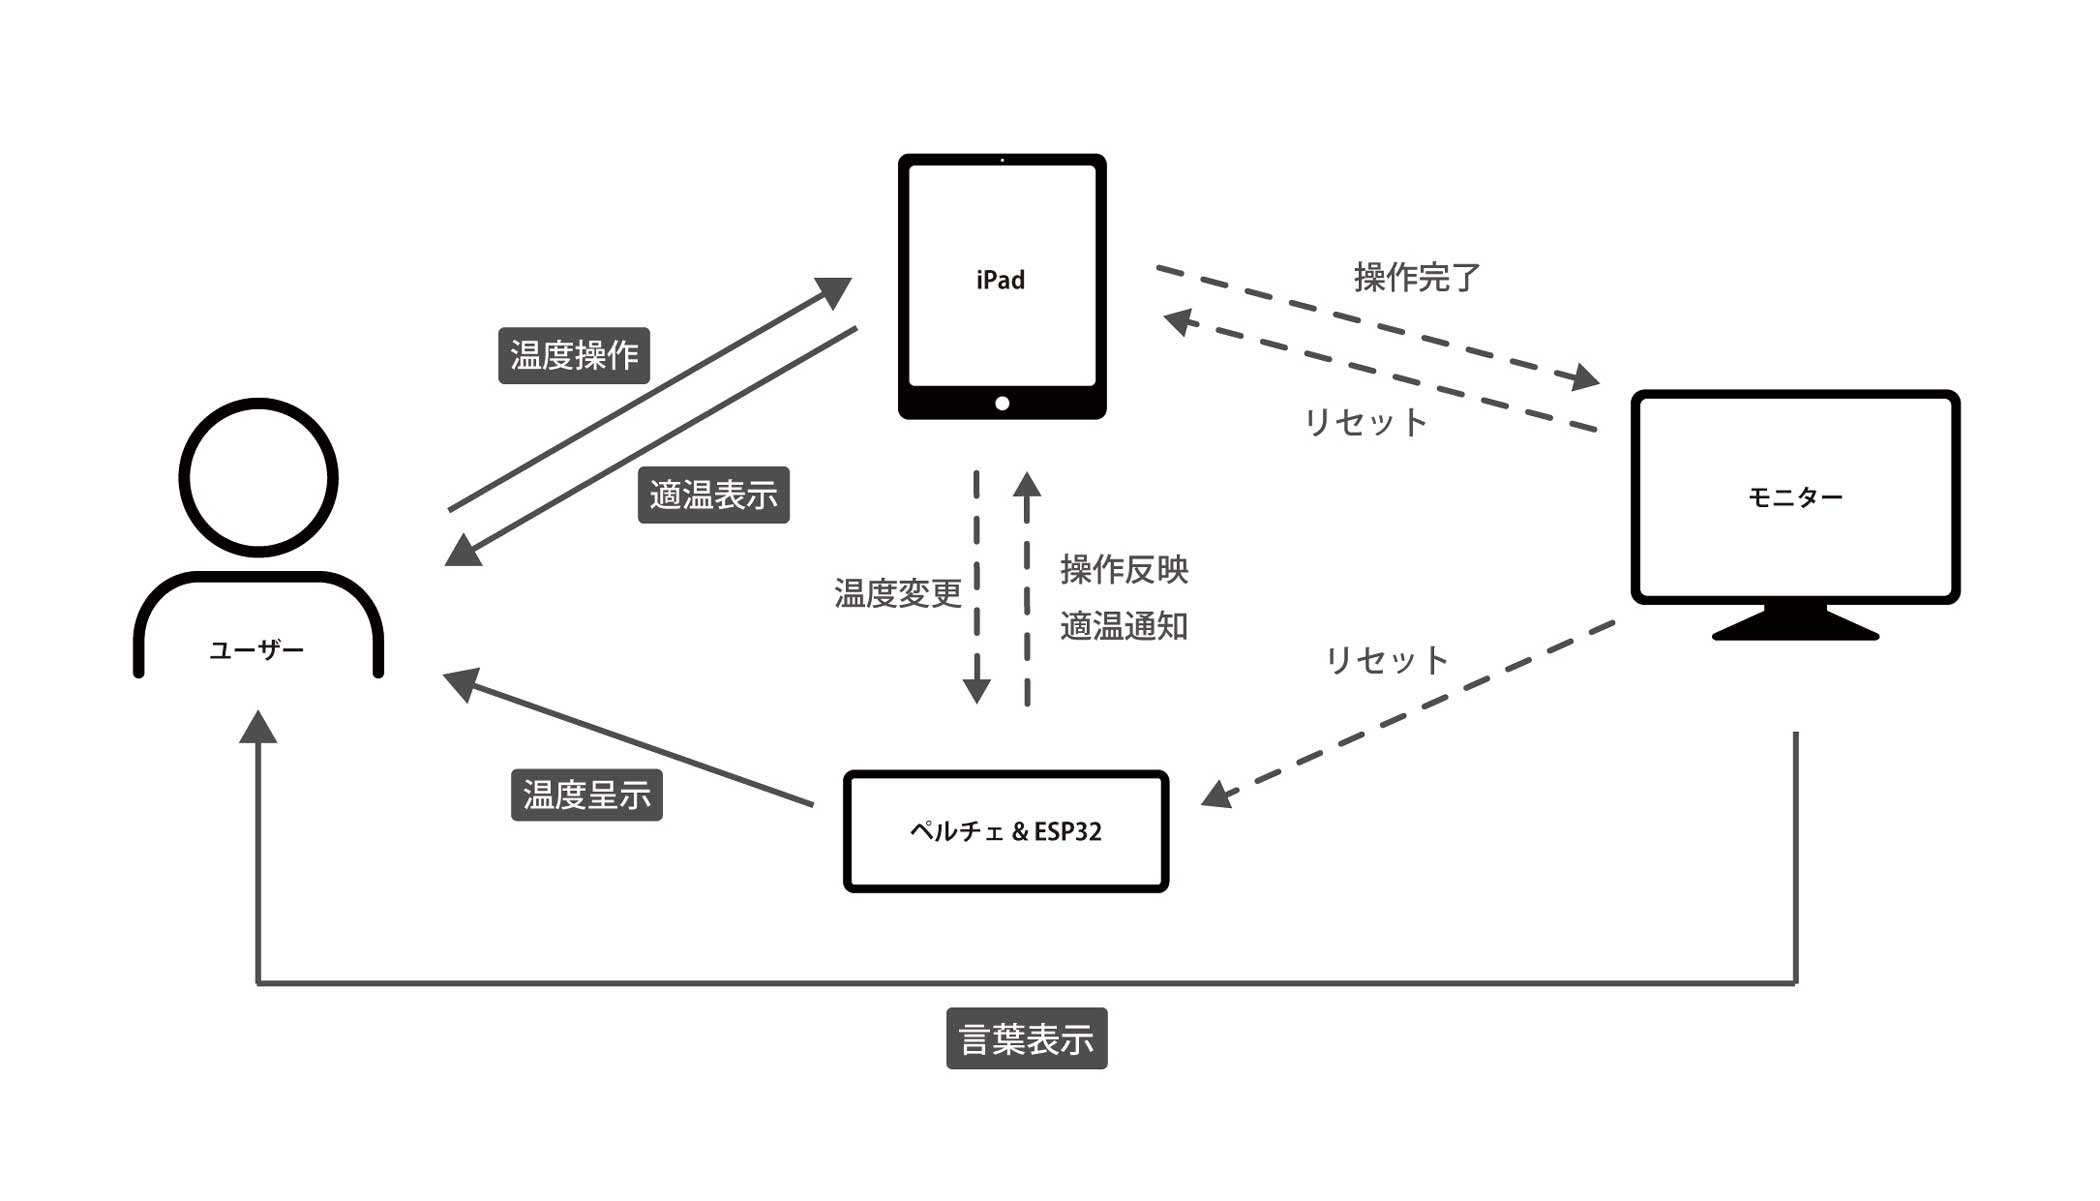 iPad
操作完了
温度操作
リセット
適温表示
モニター
操作反映
温度変更
適温通知
ユーザー
リセット
温度呈示
ペルチェ & ESP32
言葉表示